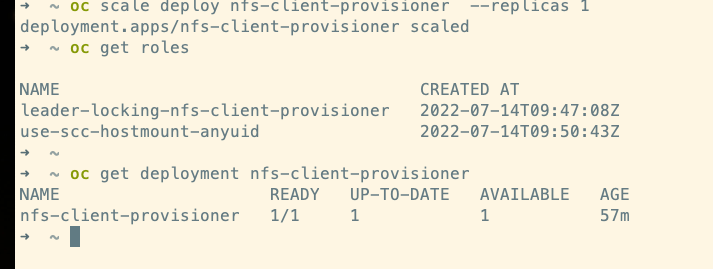 ➜  ~ oc scale deploy nfs-client-provisioner  --replicas 1
deployment.apps/nfs-client-provisioner scaled
➜  ~ oc get roles
NAME                                    CREATED AT
leader-locking-nfs-client-provisioner   2022-07-14T09:47:08Z
use-scc-hostmount-anyuid                2022-07-14T09:50:43Z
➜  ~
➜  ~ oc get deployment nfs-client-provisioner
NAME                     READY   UP-TO-DATE   AVAILABLE   AGE
nfs-client-provisioner   1/1     1            1           57m
➜  ~